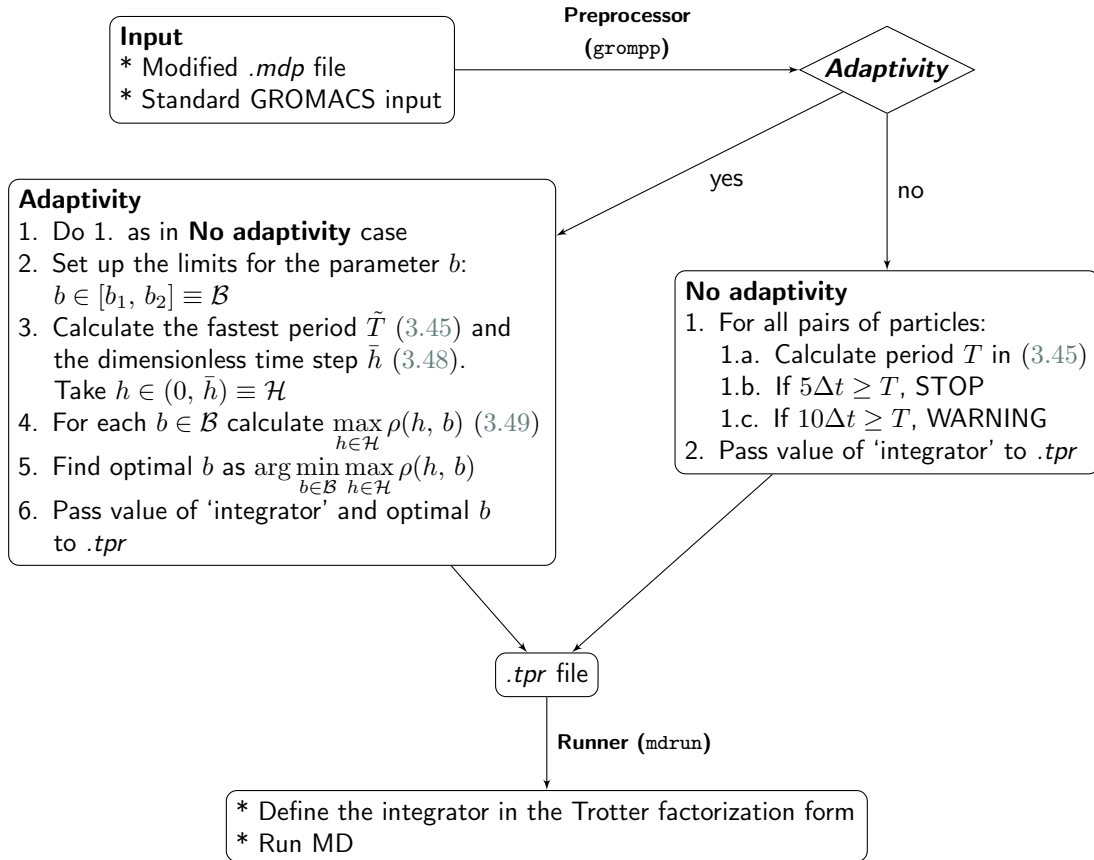 Input
* Modified .mdp file
* Standard GROMACS input
Preprocessor
(grompp)
Adaptivity
yes
no
Adaptivity
1. Do 1. as in No adaptivity case
2. Set up the limits for the parameter b:
b ∈ [b₁, b₂] ≡ ℬ
3. Calculate the fastest period T̃ (3.45) and
the dimensionless time step h̄ (3.48).
Take h ∈ (0, h̄) ≡ ℋ
4. For each b ∈ ℬ calculate max ρ(h, b) (3.49)
h∈ℋ
5. Find optimal b as arg min max ρ(h, b)
b∈ℬ h∈ℋ
6. Pass value of ‘integrator’ and optimal b
to .tpr
No adaptivity
1. For all pairs of particles:
1.a. Calculate period T in (3.45)
1.b. If 5Δt ≥ T, STOP
1.c. If 10Δt ≥ T, WARNING
2. Pass value of ‘integrator’ to .tpr
.tpr file
Runner (mdrun)
* Define the integrator in the Trotter factorization form
* Run MD